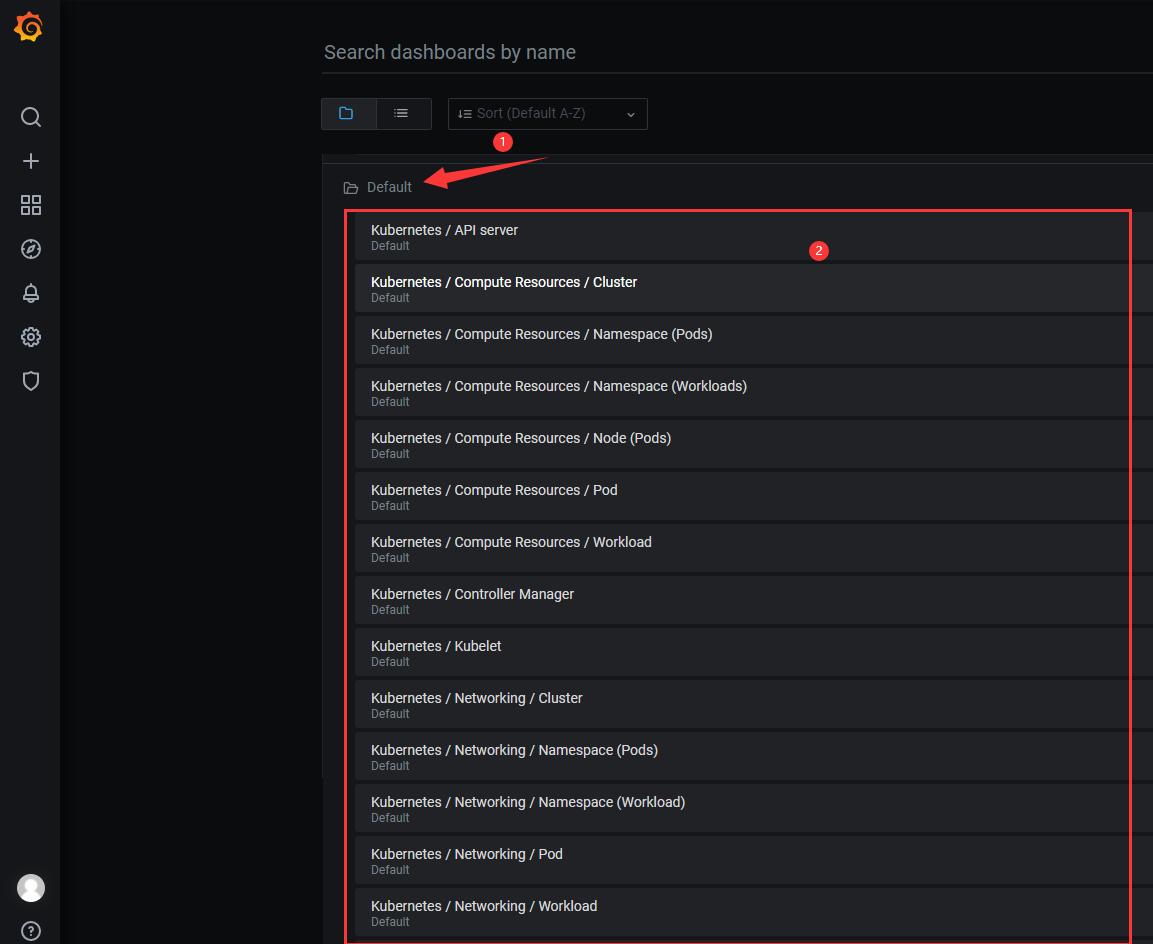 Search dashboards by name
Sort (Default A-Z)
1
Default
Kubernetes / API server
Default
2
Kubernetes / Compute Resources / Cluster
Default
Kubernetes / Compute Resources / Namespace (Pods)
Default
Kubernetes / Compute Resources / Namespace (Workloads)
Default
Kubernetes / Compute Resources / Node (Pods)
Default
Kubernetes / Compute Resources / Pod
Default
Kubernetes / Compute Resources / Workload
Default
Kubernetes / Controller Manager
Default
Kubernetes / Kubelet
Default
Kubernetes / Networking / Cluster
Default
Kubernetes / Networking / Namespace (Pods)
Default
Kubernetes / Networking / Namespace (Workload)
Default
Kubernetes / Networking / Pod
Default
Kubernetes / Networking / Workload
Default